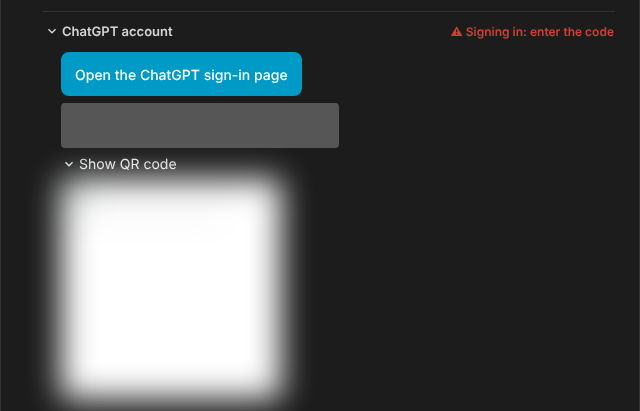 ChatGPT account
Signing in: enter the code
Open the ChatGPT sign-in page
Show QR code